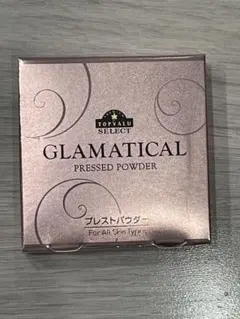 TOPVALU
SELECT
GLAMATICAL
PRESSED POWDER
プレストパウダー
For All Skin Types